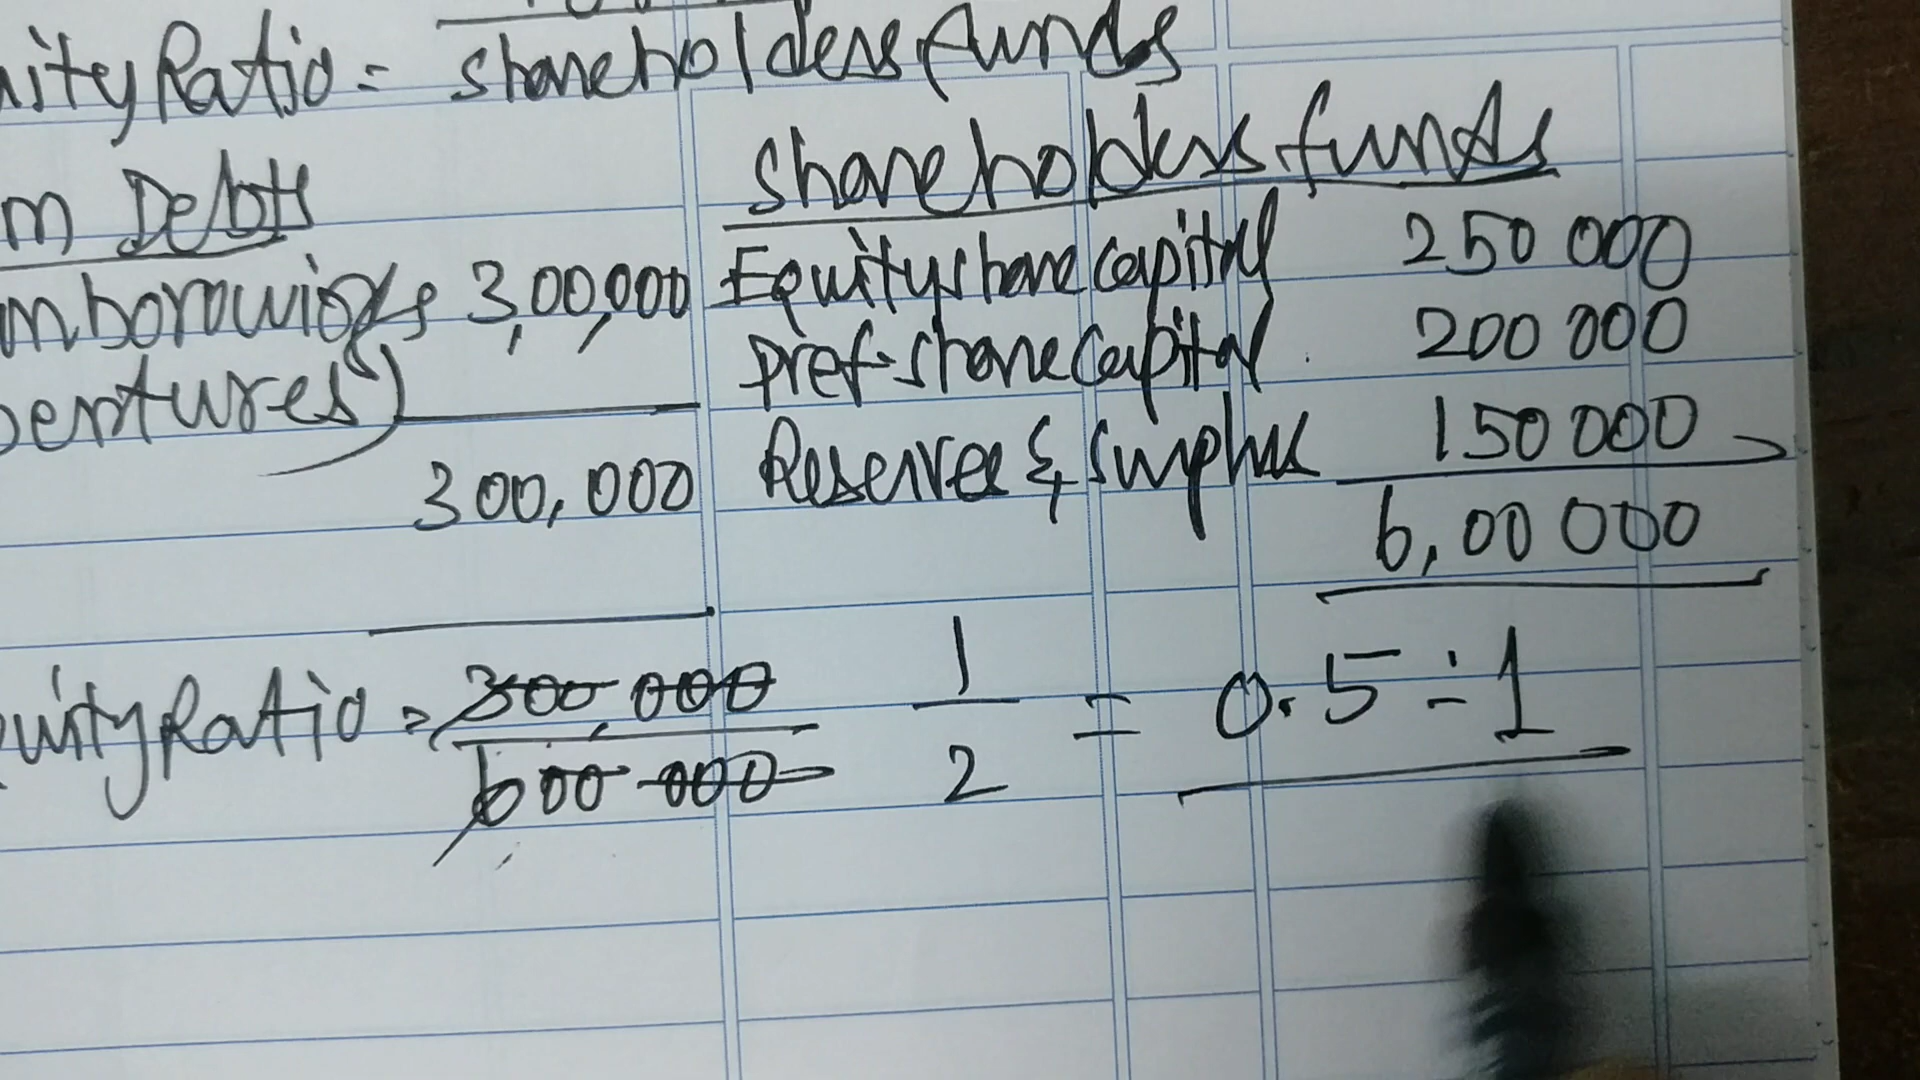 uity Ratio = shareholders funds
m Debts
shareholders funds
m borowings 3,00,000 Equity share capital 250 000
bentures) pref-share capital 200 000
300,000 Reserves & surplus 150 000
6,00 000
quity Ratio = 300,000 / 600 000 1 / 2 = 0.5 ÷ 1